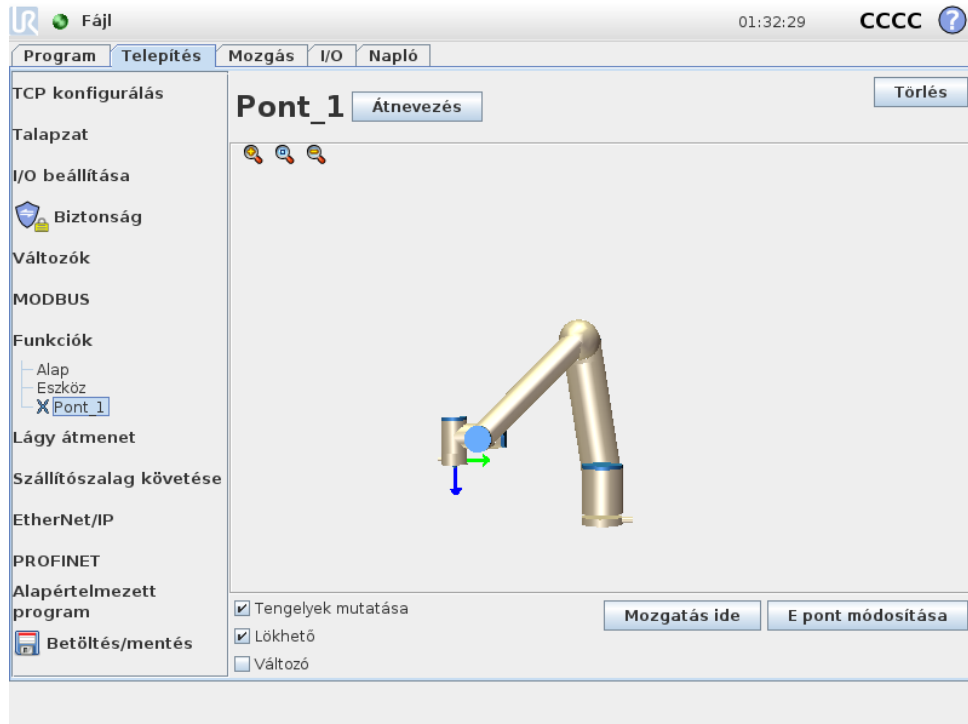 UR Fájl 01:32:29 CCCC ?
Program Telepítés Mozgás I/O Napló
TCP konfigurálás
Talapzat
I/O beállítása
Biztonság
Változók
MODBUS
Funkciók
Alap
Eszköz
Pont_1
Lágy átmenet
Szállítószalag követése
EtherNet/IP
PROFINET
Alapértelmezett
program
Betöltés/mentés
Pont_1 Átnevezés Törlés
Tengelyek mutatása
Lökhető
Változó
Mozgatás ide E pont módosítása